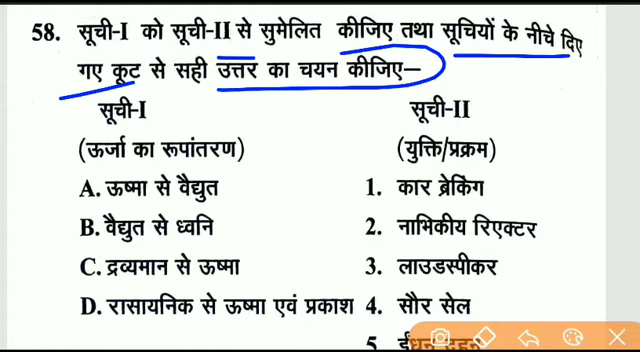 58. सूची-I को सूची-II से सुमेलित कीजिए तथा सूचियों के नीचे दिए
गए कूट से सही उत्तर का चयन कीजिए—
सूची-I सूची-II
(ऊर्जा का रूपांतरण) (युक्ति/प्रक्रम)
A. ऊष्मा से वैद्युत 1. कार ब्रेकिंग
B. वैद्युत से ध्वनि 2. नाभिकीय रिएक्टर
C. द्रव्यमान से ऊष्मा 3. लाउडस्पीकर
D. रासायनिक से ऊष्मा एवं प्रकाश 4. सौर सेल
5